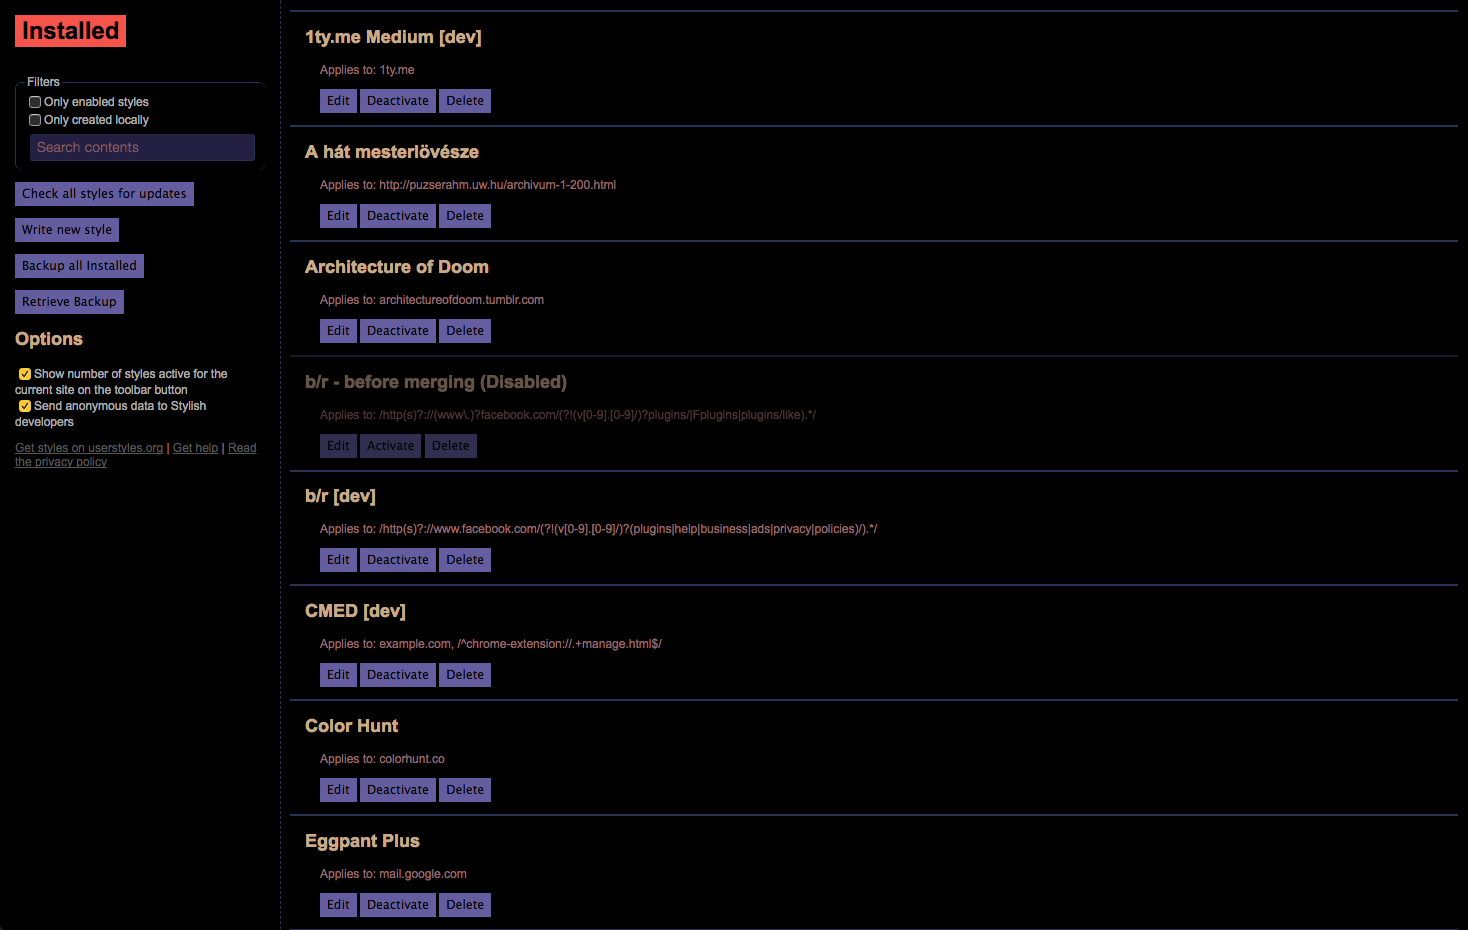 Installed
Filters
Only enabled styles
Only created locally
Search contents
Check all styles for updates
Write new style
Backup all Installed
Retrieve Backup
Options
Show number of styles active for the
current site on the toolbar button
Send anonymous data to Stylish
developers
Get styles on userstyles.org | Get help | Read
the privacy policy
1ty.me Medium [dev]
Applies to: 1ty.me
Edit Deactivate Delete
A hát mesterlövésze
Applies to: http://puzserahm.uw.hu/archivum-1-200.html
Edit Deactivate Delete
Architecture of Doom
Applies to: architectureofdoom.tumblr.com
Edit Deactivate Delete
b/r - before merging (Disabled)
Applies to: /http(s)?://(www\.)?facebook.com/(?!(v[0-9].[0-9]/)?plugins/|Fplugins|plugins/like).*/
Edit Activate Delete
b/r [dev]
Applies to: /http(s)?://www.facebook.com/(?!(v[0-9].[0-9]/)?(plugins|help|business|ads|privacy|policies)/).*/
Edit Deactivate Delete
CMED [dev]
Applies to: example.com, /^chrome-extension://.+manage.html$/
Edit Deactivate Delete
Color Hunt
Applies to: colorhunt.co
Edit Deactivate Delete
Eggpant Plus
Applies to: mail.google.com
Edit Deactivate Delete